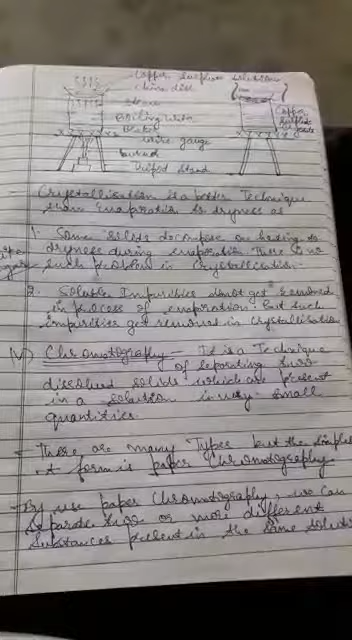 Copper sulphate solution
China dish
Steam
Boiling water
Beaker
wire gauge
burner
Tripod Stand
Copper
sulphate
Crystallisation is a better Technique
than evaporation to dryness as
1. Some solids decompose on heating to
dryness during evaporation. There is no
such problem in Crystallisation.
2. Soluble Impurities donot get removed
in process of evaporation. But such
impurities get removed in Crystallisation
(V) Chromatography - It is a Technique
of seperating two
dissolved solids which are present
in a solution in very small
quantities.
- There are many Types but the simples
t form is paper Chromatography
- By use paper Chromatography, we can
separate two or more different
substances present in the same solution